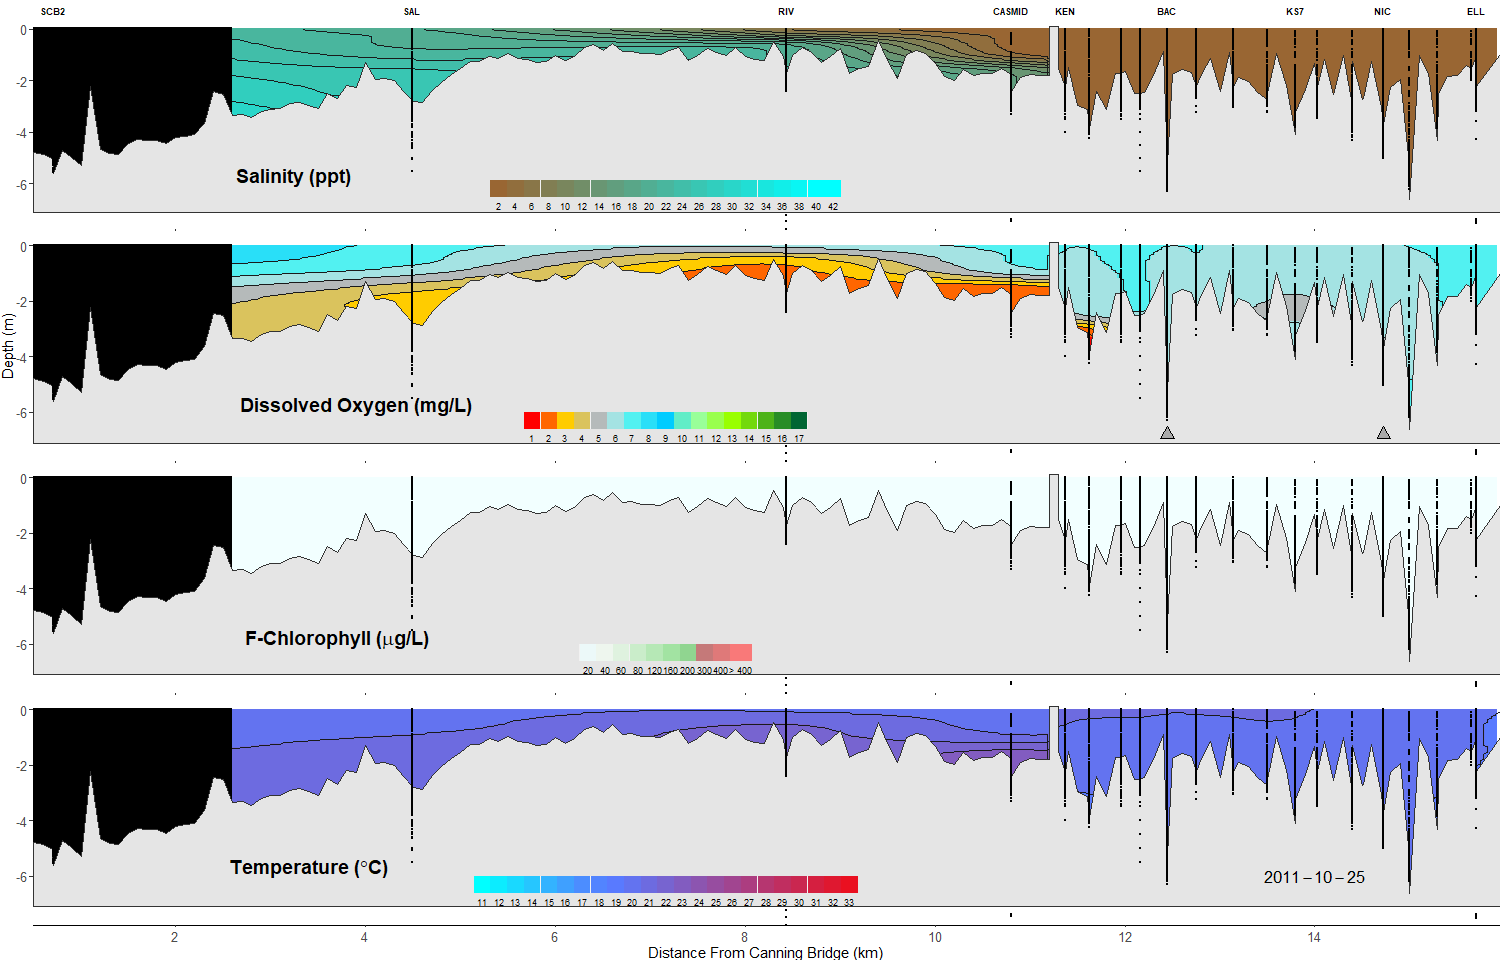 SCB2 SAL RIV CASMID KEN BAC KS7 NIC ELL
0
-2
-4
-6
Salinity (ppt)
2 4 6 8 10 12 14 16 18 20 22 24 26 28 30 32 34 36 38 40 42
0
-2
-4
-6
Depth (m)
Dissolved Oxygen (mg/L)
1 2 3 4 5 6 7 8 9 10 11 12 13 14 15 16 17
0
-2
-4
-6
F-Chlorophyll (μg/L)
20 40 60 80 120 160 200 300 400 > 400
0
-2
-4
-6
Temperature (°C)
2011-10-25
11 12 13 14 15 16 17 18 19 20 21 22 23 24 25 26 27 28 29 30 31 32 33
2 4 6 8 10 12 14
Distance From Canning Bridge (km)